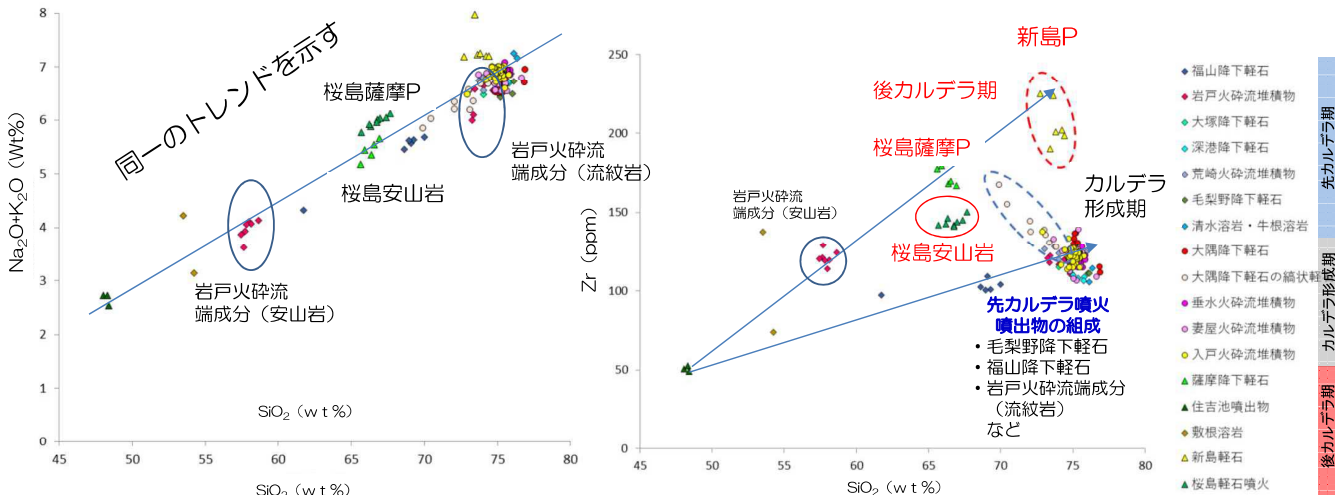 8
7
6
5
4
3
2
1
0
Na₂O+K₂O (Wt%)
45
50
55
60
65
70
75
80
SiO₂ (wt%)
SiO₂ (wt%)
同一のトレンドを示す
桜島薩摩P
桜島安山岩
岩戸火砕流
端成分（流紋岩）
岩戸火砕流
端成分（安山岩）
250
200
150
100
50
0
Zr (ppm)
45
50
55
60
65
70
75
80
SiO₂ (wt%)
新島P
後カルデラ期
桜島薩摩P
岩戸火砕流
端成分（安山岩）
桜島安山岩
カルデラ
形成期
先カルデラ噴火
噴出物の組成
・毛梨野降下軽石
・福山降下軽石
・岩戸火砕流端成分
（流紋岩）
など
福山降下軽石
岩戸火砕流堆積物
大塚降下軽石
深港降下軽石
荒崎火砕流堆積物
毛梨野降下軽石
清水溶岩・牛根溶岩
大隅降下軽石
大隅降下軽石の縞状軽
垂水火砕流堆積物
妻屋火砕流堆積物
入戸火砕流堆積物
薩摩降下軽石
住吉池噴出物
敷根溶岩
新島軽石
桜島軽石噴火
先カルデラ期
カルデラ形成期
後カルデラ期